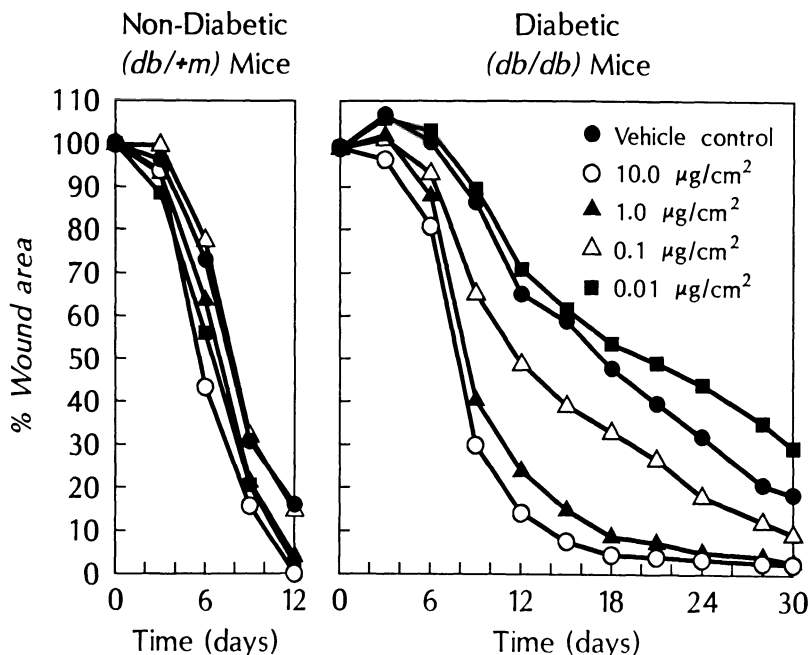 Non-Diabetic
(db/+m) Mice
Diabetic
(db/db) Mice
110
100
90
80
70
60
50
40
30
20
10
0
% Wound area
Vehicle control
10.0 μg/cm²
1.0 μg/cm²
0.1 μg/cm²
0.01 μg/cm²
0 6 12
0 6 12 18 24 30
Time (days)
Time (days)